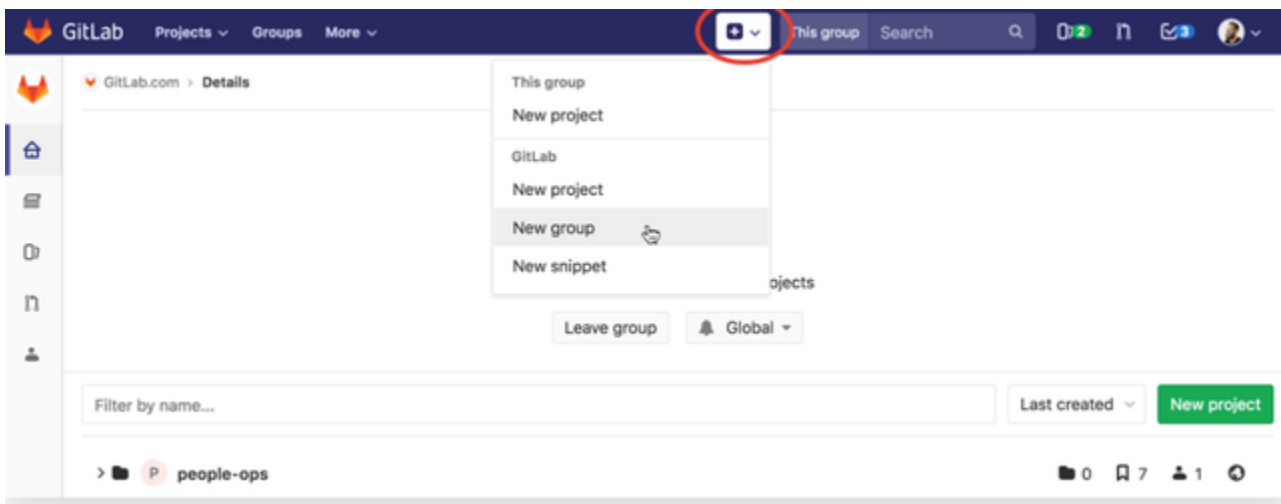 GitLab Projects Groups More This group Search 2 3
GitLab.com > Details
This group
New project
GitLab
New project
New group
New snippet
ojects
Leave group Global
Filter by name... Last created New project
P people-ops 0 7 1